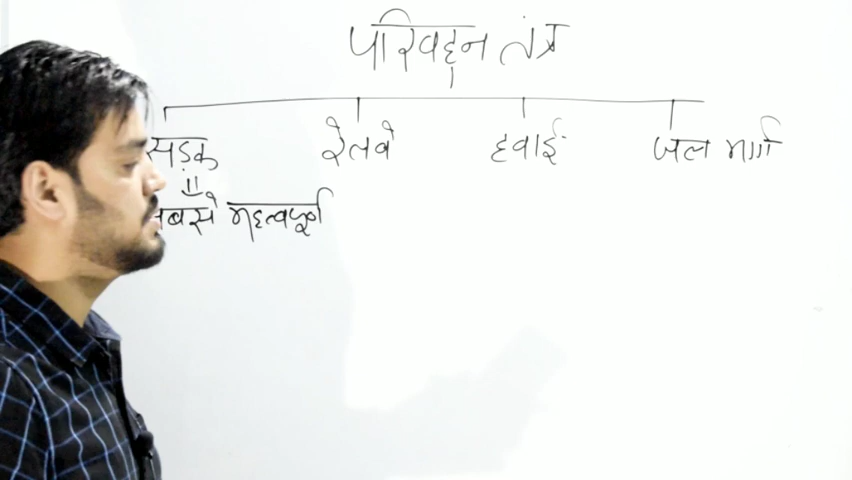 परिवहन तंत्र
सड़क रेलवे हवाई जल मार्ग
सबसे महत्वपूर्ण